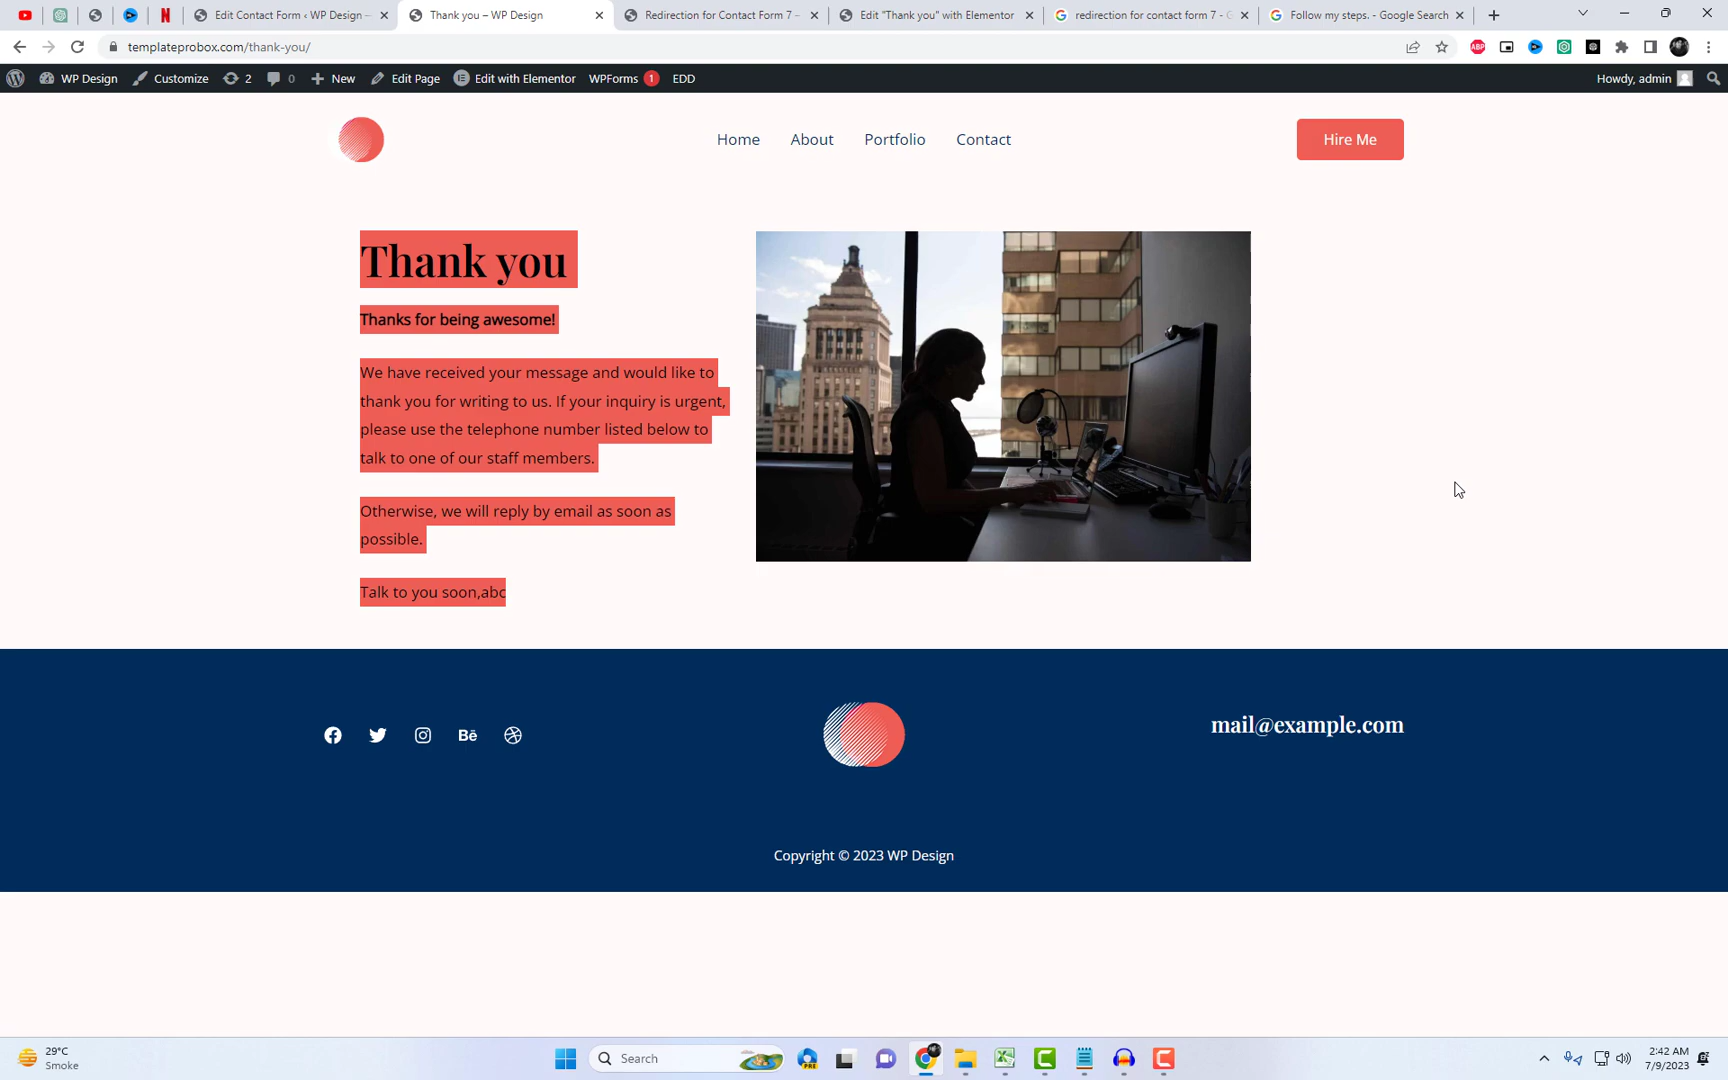 Edit Contact Form ‹ WP Design –
Thank you – WP Design
Redirection for Contact Form 7 –
Edit "Thank you" with Elementor
redirection for contact form 7 - G
Follow my steps. - Google Search
templateprobox.com/thank-you/
ABP
WP Design
Customize
2
0
New
Edit Page
Edit with Elementor
WPForms 1
EDD
Howdy, admin
Home
About
Portfolio
Contact
Hire Me
Thank you
Thanks for being awesome!
We have received your message and would like to
thank you for writing to us. If your inquiry is urgent,
please use the telephone number listed below to
talk to one of our staff members.
Otherwise, we will reply by email as soon as
possible.
Talk to you soon,abc
mail@example.com
Copyright © 2023 WP Design
29°C
Smoke
Search
PRE
2:42 AM
7/9/2023